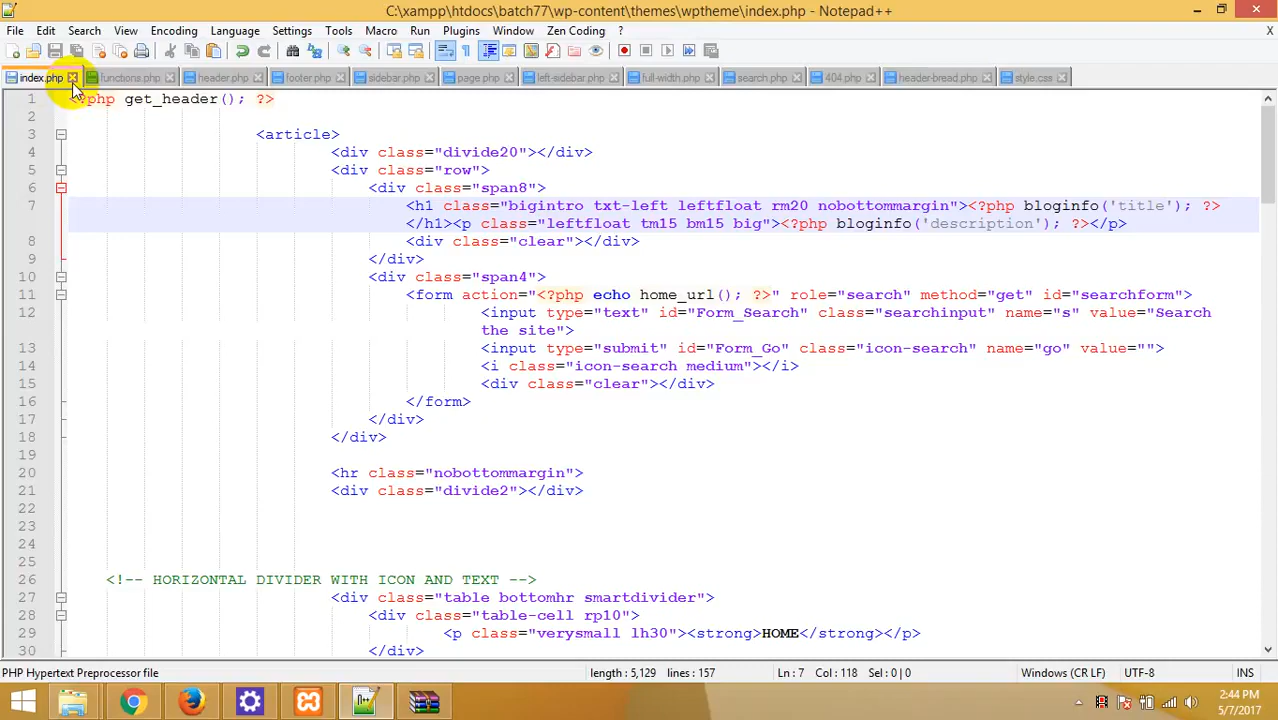 C:\xampp\htdocs\batch77\wp-content\themes\wptheme\index.php - Notepad++
File Edit Search View Encoding Language Settings Tools Macro Run Plugins Window Zen Coding ? X
index.php functions.php header.php footer.php sidebar.php page.php left-sidebar.php full-width.php search.php 404.php header-bread.php style.css
1 <?php get_header(); ?>
2
3 <article>
4 <div class="divide20"></div>
5 <div class="row">
6 <div class="span8">
7 <h1 class="bigintro txt-left leftfloat rm20 nobottommargin"><?php bloginfo('title'); ?>
</h1><p class="leftfloat tm15 bm15 big"><?php bloginfo('description'); ?></p>
8 <div class="clear"></div>
9 </div>
10 <div class="span4">
11 <form action="<?php echo home_url(); ?>" role="search" method="get" id="searchform">
12 <input type="text" id="Form_Search" class="searchinput" name="s" value="Search
the site">
13 <input type="submit" id="Form_Go" class="icon-search" name="go" value="">
14 <i class="icon-search medium"></i>
15 <div class="clear"></div>
16 </form>
17 </div>
18 </div>
19
20 <hr class="nobottommargin">
21 <div class="divide2"></div>
22
23
24
25
26 <!-- HORIZONTAL DIVIDER WITH ICON AND TEXT -->
27 <div class="table bottomhr smartdivider">
28 <div class="table-cell rp10">
29 <p class="verysmall lh30"><strong>HOME</strong></p>
30 </div>
PHP Hypertext Preprocessor file length : 5,129 lines : 157 Ln : 7 Col : 118 Sel : 0 | 0 Windows (CR LF) UTF-8 INS
2:44 PM
5/7/2017